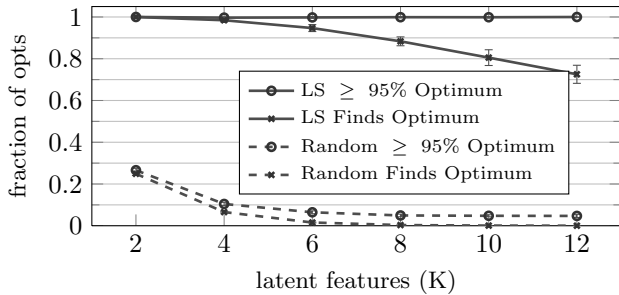 fraction of opts
1
0.8
0.6
0.4
0.2
0
LS ≥ 95% Optimum
LS Finds Optimum
Random ≥ 95% Optimum
Random Finds Optimum
2 4 6 8 10 12
latent features (K)